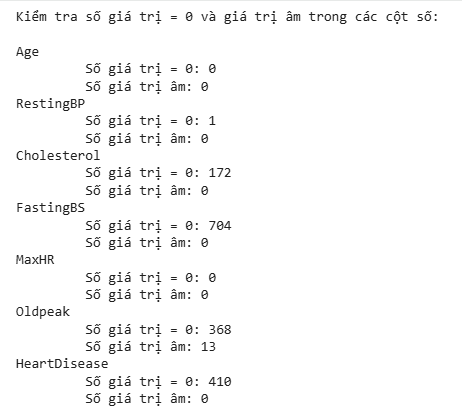 Kiểm tra số giá trị = 0 và giá trị âm trong các cột số:
Age
Số giá trị = 0: 0
Số giá trị âm: 0
RestingBP
Số giá trị = 0: 1
Số giá trị âm: 0
Cholesterol
Số giá trị = 0: 172
Số giá trị âm: 0
FastingBS
Số giá trị = 0: 704
Số giá trị âm: 0
MaxHR
Số giá trị = 0: 0
Số giá trị âm: 0
Oldpeak
Số giá trị = 0: 368
Số giá trị âm: 13
HeartDisease
Số giá trị = 0: 410
Số giá trị âm: 0